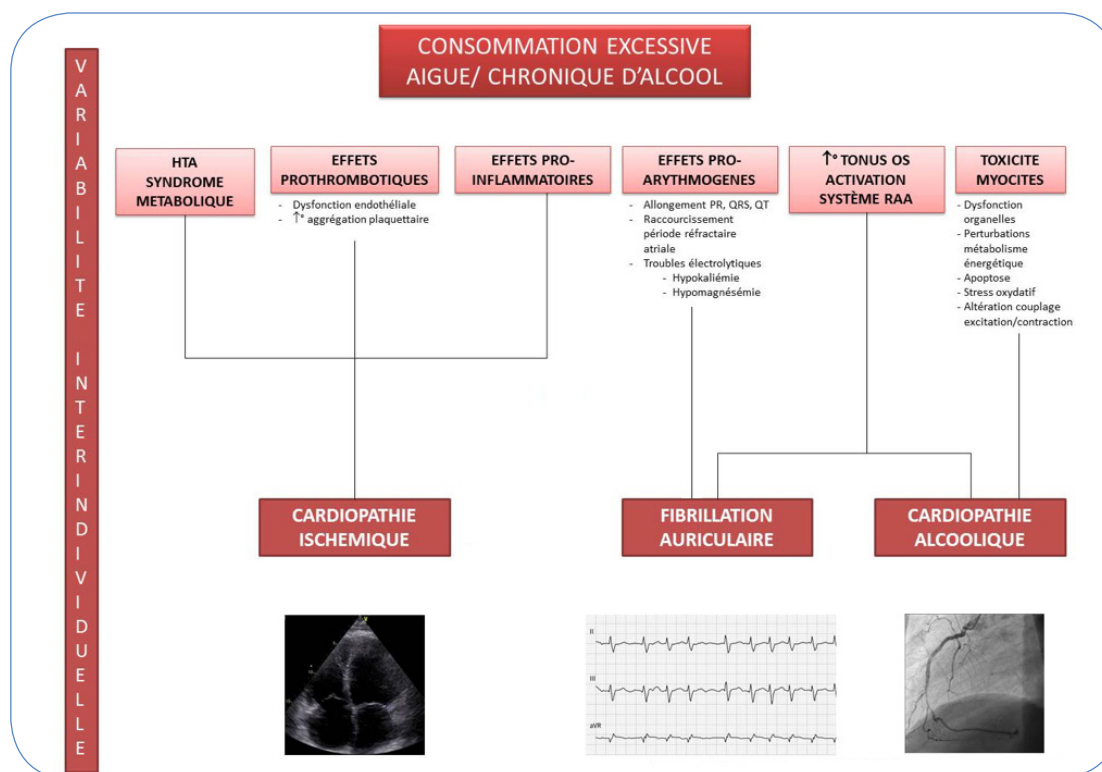 CONSOMMATION EXCESSIVE
AIGUE/ CHRONIQUE D'ALCOOL
VARIABILITE INTERINDIVIDUELLE
HTA
SYNDROME
METABOLIQUE
EFFETS
PROTHROMBOTIQUES
- Dysfonction endothéliale
- ↑° aggrégation plaquettaire
EFFETS PRO-
INFLAMMATOIRES
EFFETS PRO-
ARYTHMOGENES
- Allongement PR, QRS, QT
- Raccourcissement
période réfractaire
atriale
- Troubles électrolytiques
- Hypokaliémie
- Hypomagnésémie
↑° TONUS OS
ACTIVATION
SYSTÈME RAA
TOXICITE
MYOCITES
- Dysfonction
organelles
- Perturbations
métabolisme
énergétique
- Apoptose
- Stress oxydatif
- Altération couplage
excitation/contraction
CARDIOPATHIE
ISCHEMIQUE
FIBRILLATION
AURICULAIRE
CARDIOPATHIE
ALCOOLIQUE
V
II
III
aVR